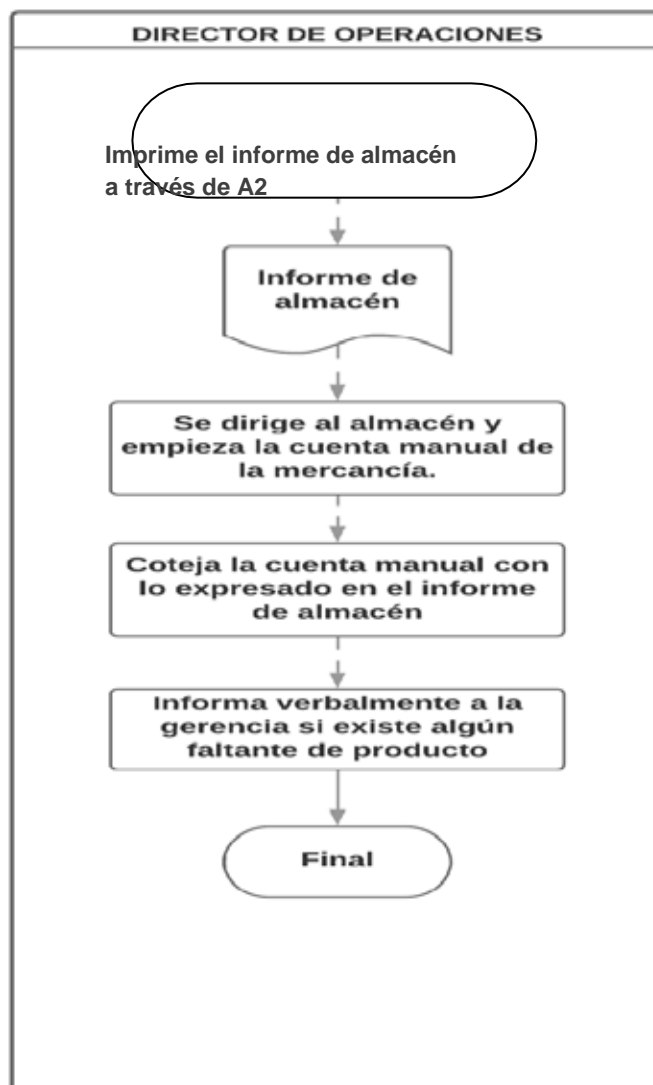 DIRECTOR DE OPERACIONES
Imprime el informe de almacén
a través de A2
Informe de
almacén
Se dirige al almacén y
empieza la cuenta manual de
la mercancía.
Coteja la cuenta manual con
lo expresado en el informe
de almacén
Informa verbalmente a la
gerencia si existe algún
faltante de producto
Final